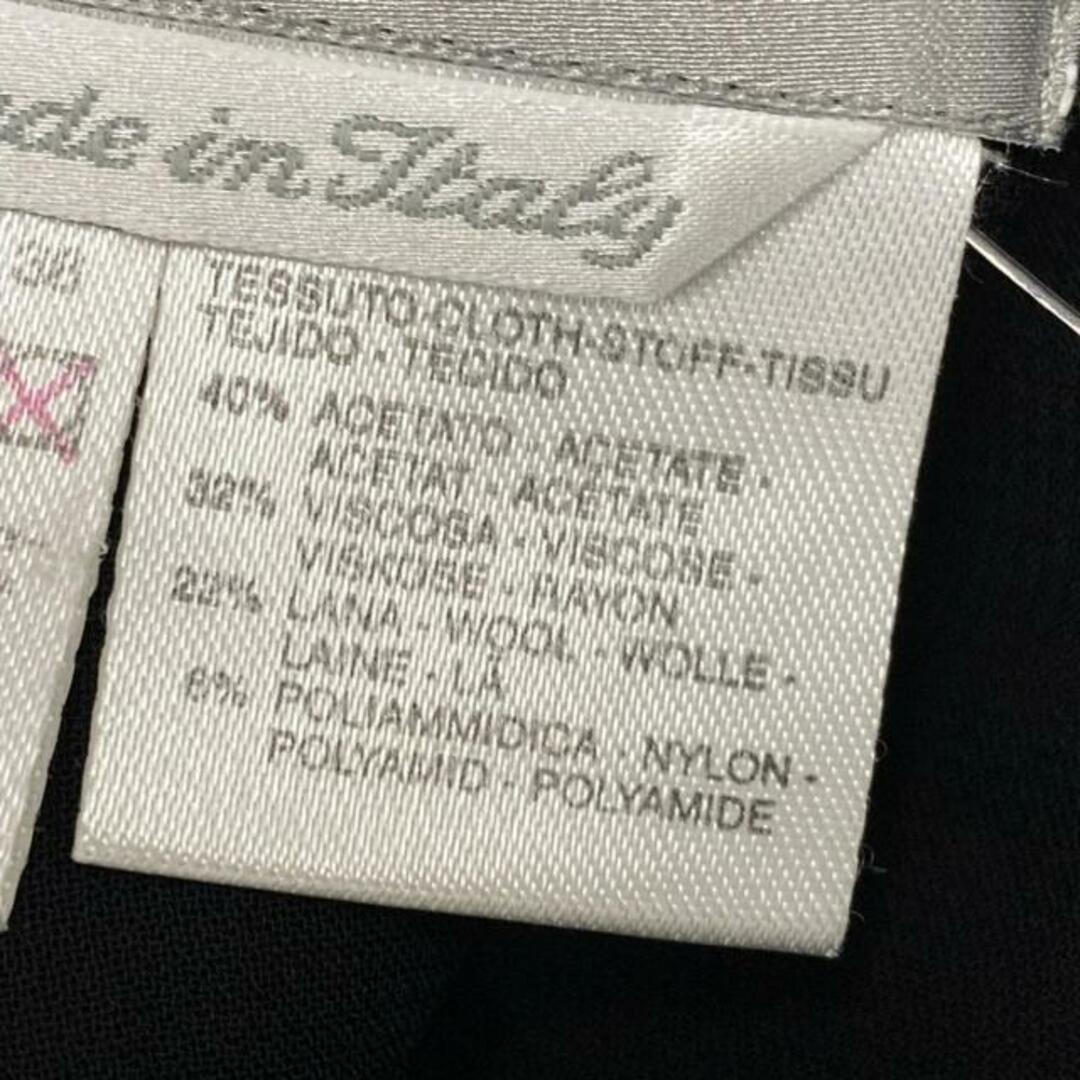 in Italy
TESSUTO-CLOTH-STOFF-TISSU
TEJIDO - TECIDO
40% ACETATO - ACETATE -
ACETAT - ACETATE
32% VISCOSA - VISCOSE -
VISKOSE - RAYON
22% LANA - WOOL - WOLLE -
LAINE - LÃ
6% POLIAMMIDICA - NYLON -
POLYAMID - POLYAMIDE